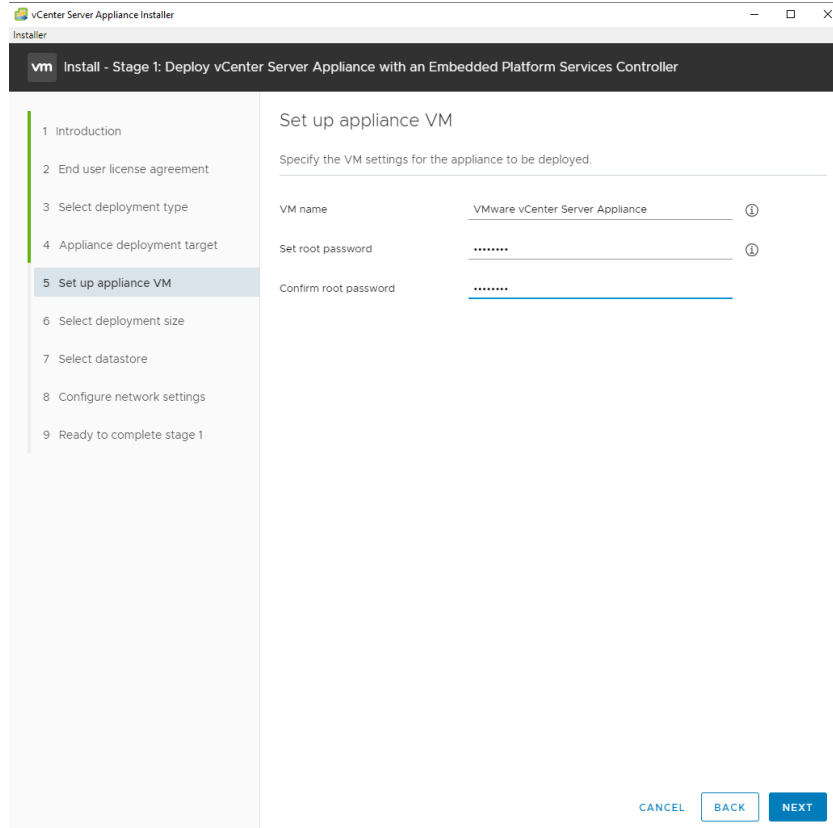 vCenter Server Appliance Installer
Installer
vm Install - Stage 1: Deploy vCenter Server Appliance with an Embedded Platform Services Controller
1 Introduction
2 End user license agreement
3 Select deployment type
4 Appliance deployment target
5 Set up appliance VM
6 Select deployment size
7 Select datastore
8 Configure network settings
9 Ready to complete stage 1
Set up appliance VM
Specify the VM settings for the appliance to be deployed.
VM name VMware vCenter Server Appliance
Set root password ••••••••
Confirm root password ••••••••
CANCEL BACK NEXT